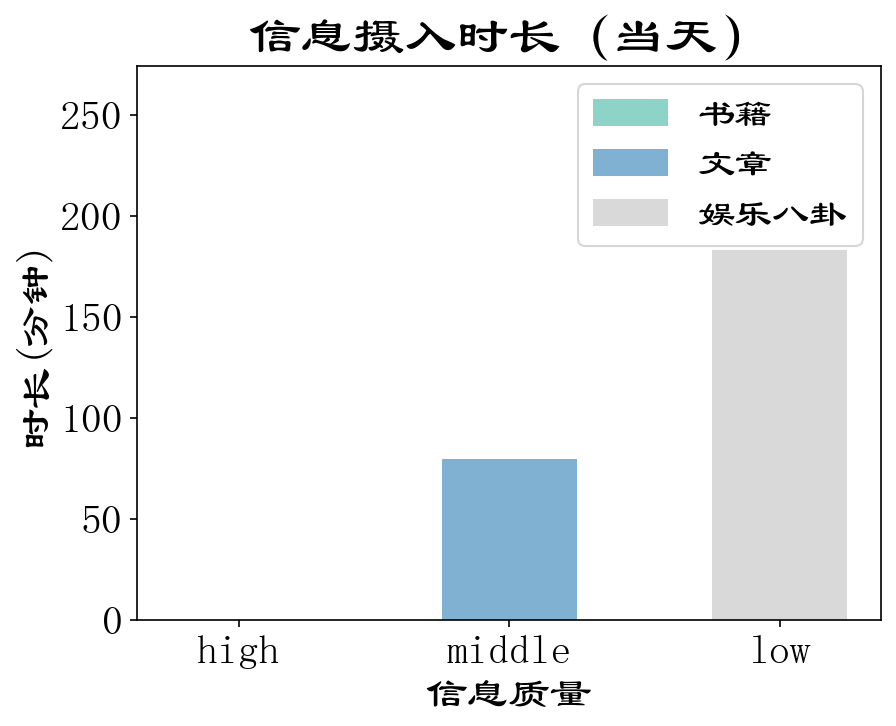 信息摄入时长 (当天)
250
200
150
100
50
0
时长(分钟)
书籍
文章
娱乐八卦
high middle low
信息质量